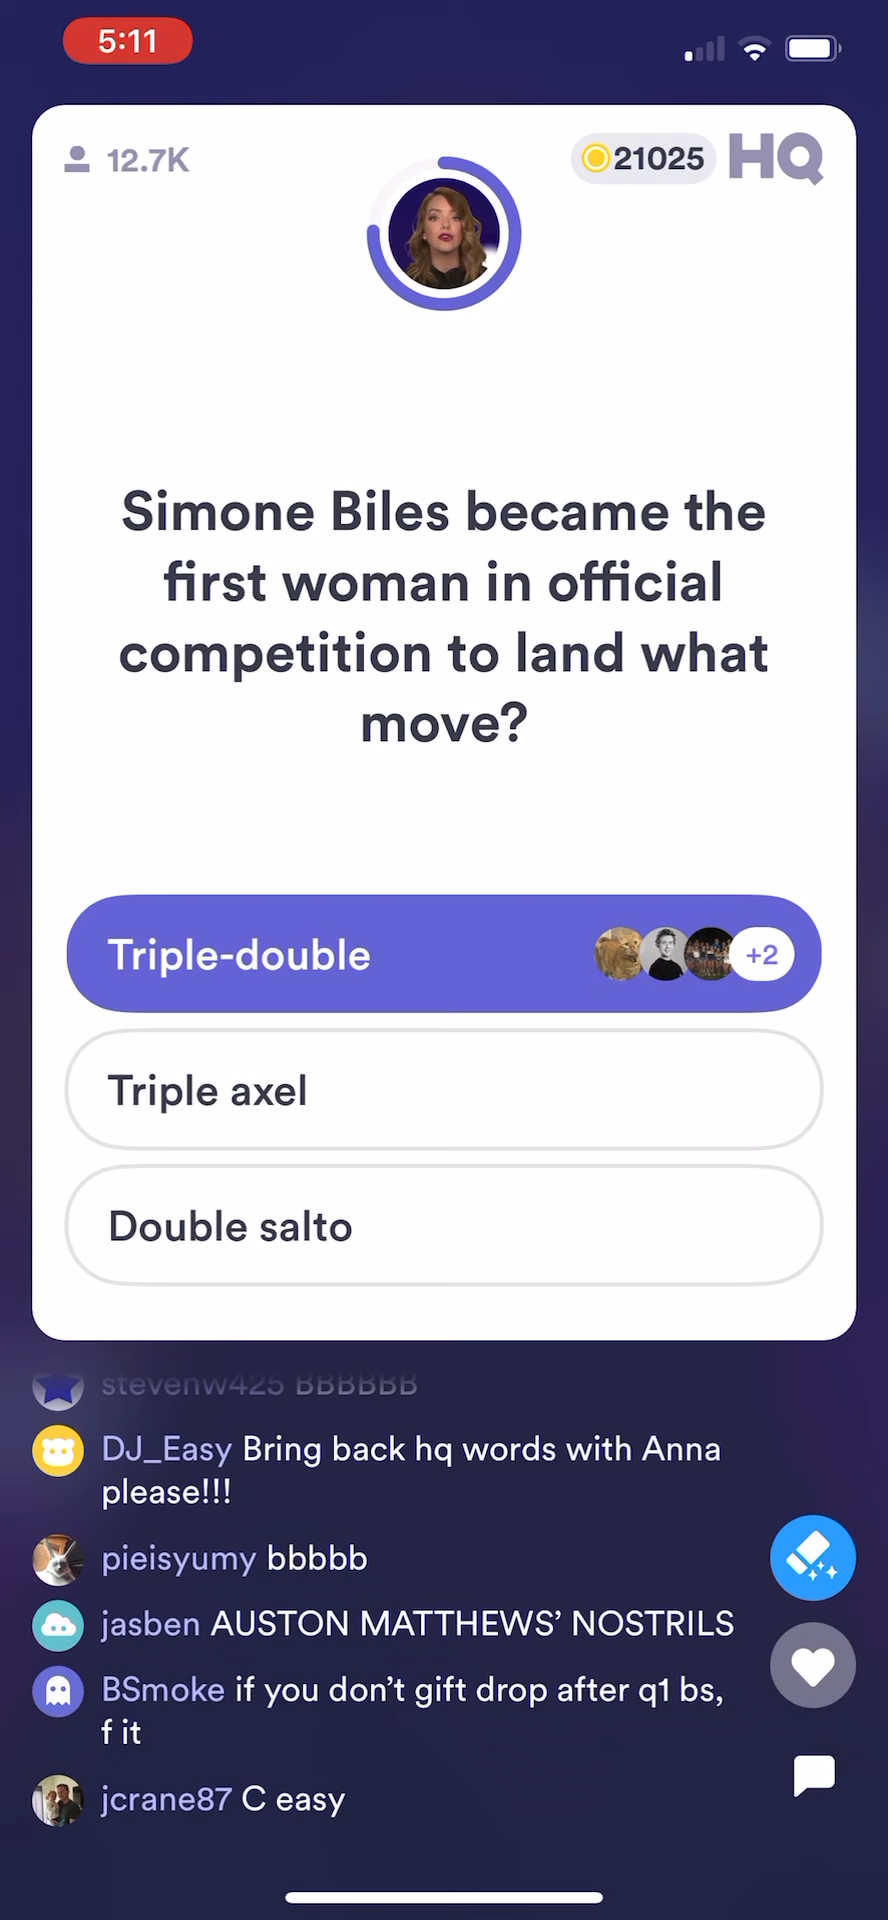 5:11
12.7K
21025
HQ
Simone Biles became the
first woman in official
competition to land what
move?
Triple-double
+2
Triple axel
Double salto
stevenw425 BBBBBB
DJ_Easy Bring back hq words with Anna
please!!!
pieisyumy bbbbb
jasben AUSTON MATTHEWS’ NOSTRILS
BSmoke if you don’t gift drop after q1 bs,
f it
jcrane87 C easy